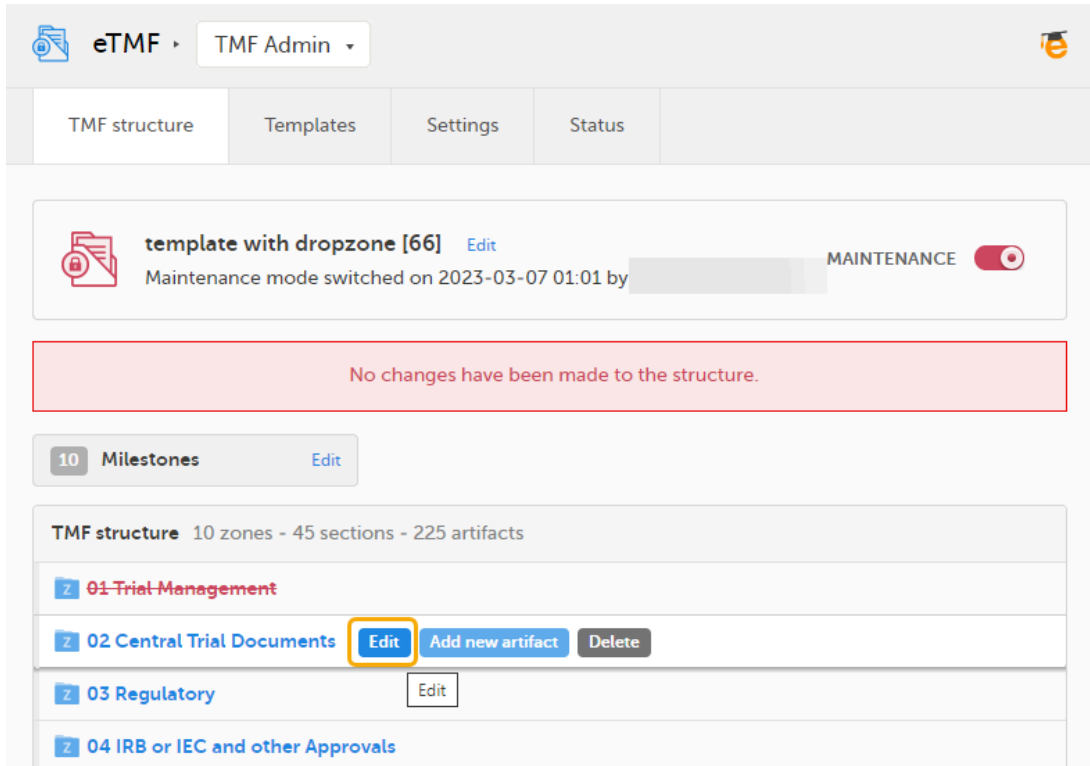 eTMF TMF Admin
TMF structure Templates Settings Status
template with dropzone [66] Edit
Maintenance mode switched on 2023-03-07 01:01 by
MAINTENANCE
No changes have been made to the structure.
10 Milestones Edit
TMF structure 10 zones - 45 sections - 225 artifacts
Z 01 Trial Management
Z 02 Central Trial Documents Edit Add new artifact Delete
Edit
Z 03 Regulatory
Z 04 IRB or IEC and other Approvals